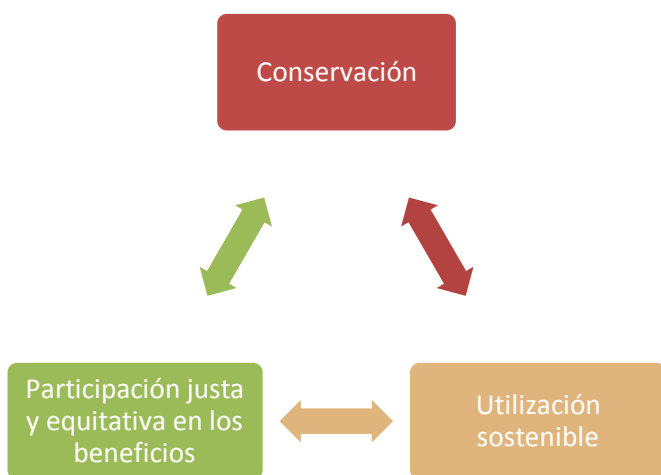 Conservación
Participación justa
y equitativa en los
beneficios
Utilización
sostenible